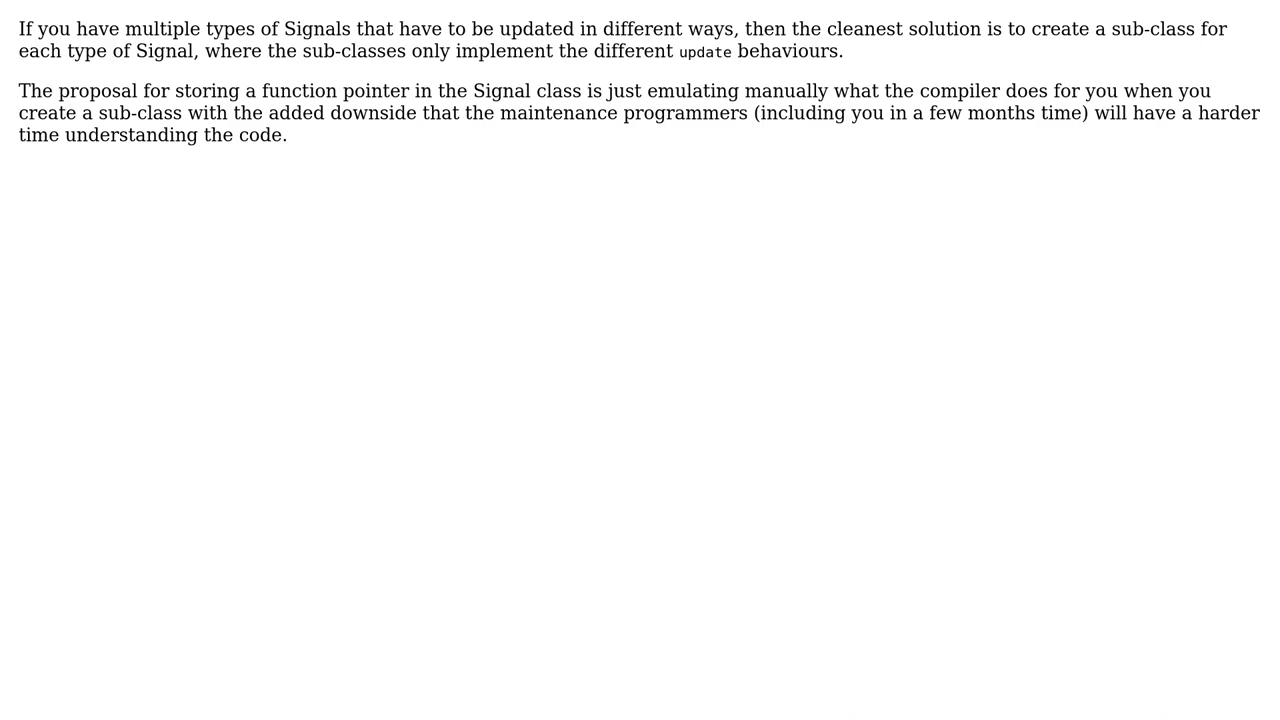 If you have multiple types of Signals that have to be updated in different ways, then the cleanest solution is to create a sub-class for
each type of Signal, where the sub-classes only implement the different update behaviours.
The proposal for storing a function pointer in the Signal class is just emulating manually what the compiler does for you when you
create a sub-class with the added downside that the maintenance programmers (including you in a few months time) will have a harder
time understanding the code.